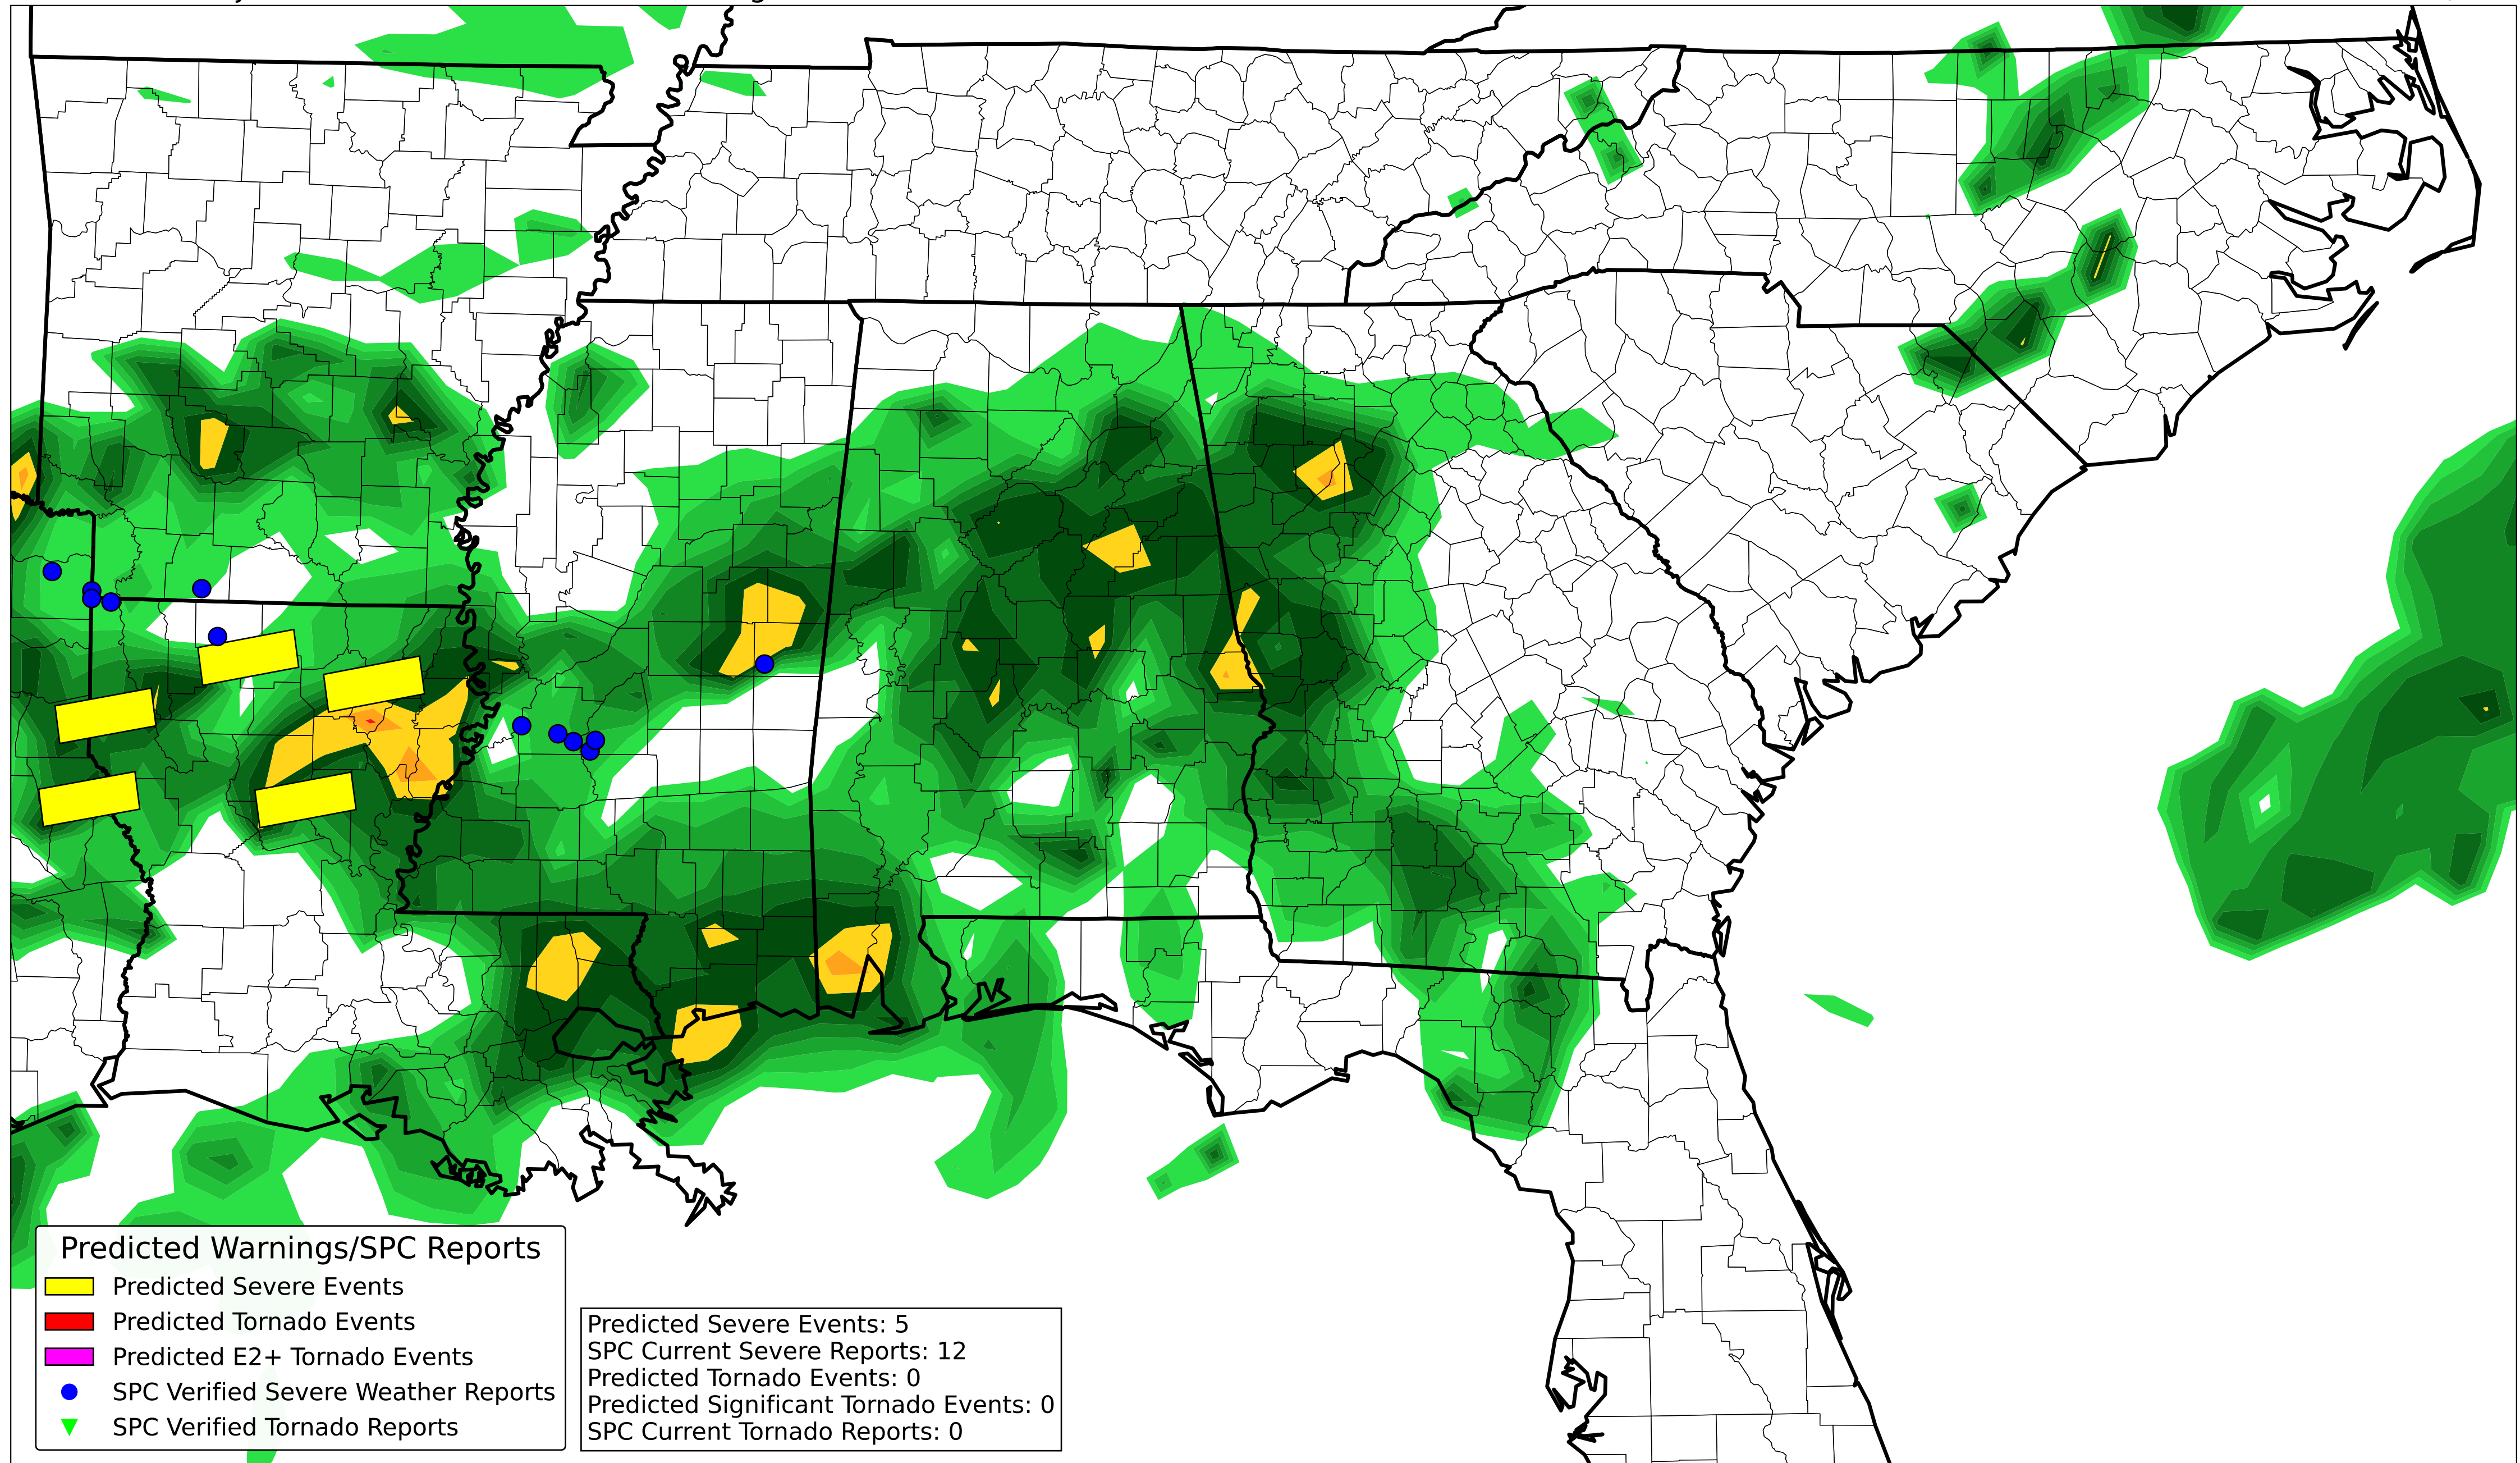 Predicted Warnings/SPC Reports
Predicted Severe Events
Predicted Tornado Events
Predicted E2+ Tornado Events
SPC Verified Severe Weather Reports
SPC Verified Tornado Reports
Predicted Severe Events: 5
SPC Current Severe Reports: 12
Predicted Tornado Events: 0
Predicted Significant Tornado Events: 0
SPC Current Tornado Reports: 0